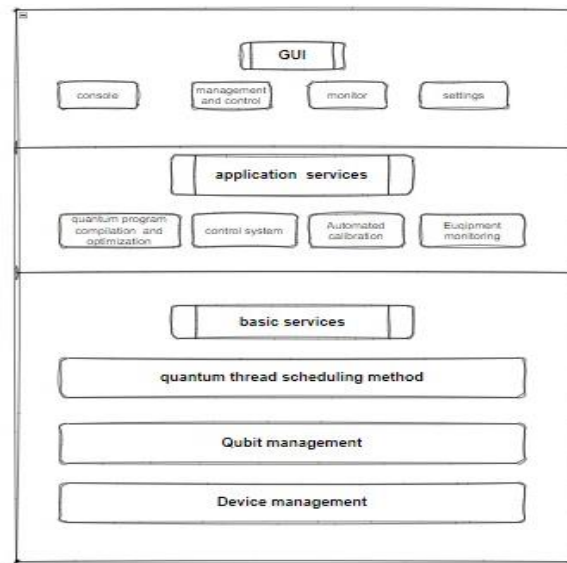 GUI
console
management
and control
monitor
settings
application services
quantum program
compilation and
optimization
control system
Automated
calibration
Euqipment
monitoring
basic services
quantum thread scheduling method
Qubit management
Device management